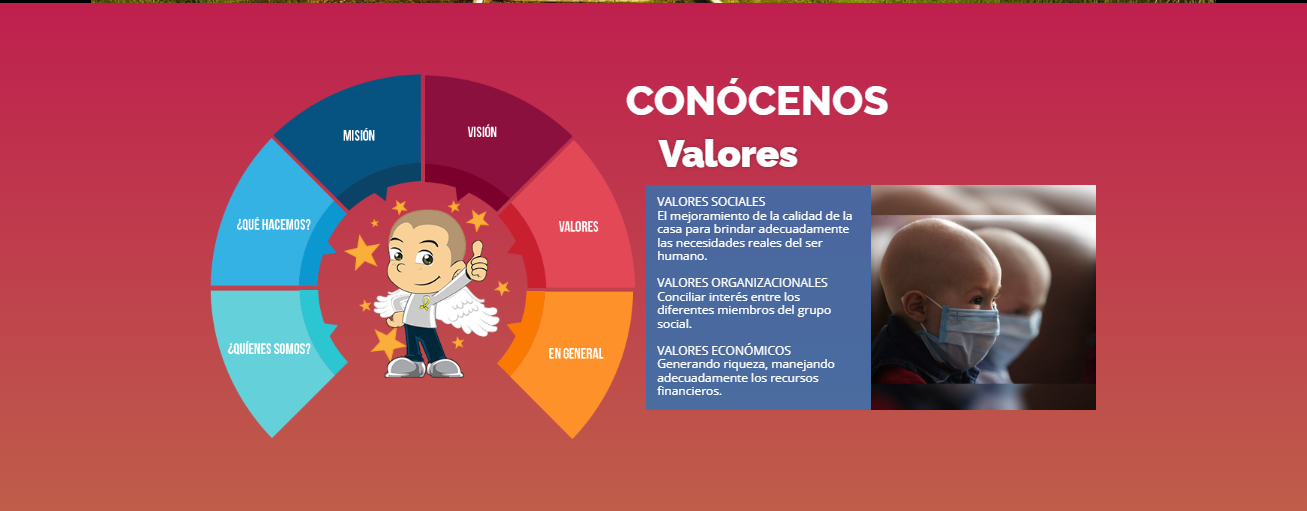 CONÓCENOS
Valores
MISIÓN
VISIÓN
¿QUÉ HACEMOS?
VALORES
¿QUÍENES SOMOS?
EN GENERAL
VALORES SOCIALES
El mejoramiento de la calidad de la
casa para brindar adecuadamente
las necesidades reales del ser
humano.
VALORES ORGANIZACIONALES
Conciliar interés entre los
diferentes miembros del grupo
social.
VALORES ECONÓMICOS
Generando riqueza, manejando
adecuadamente los recursos
financieros.